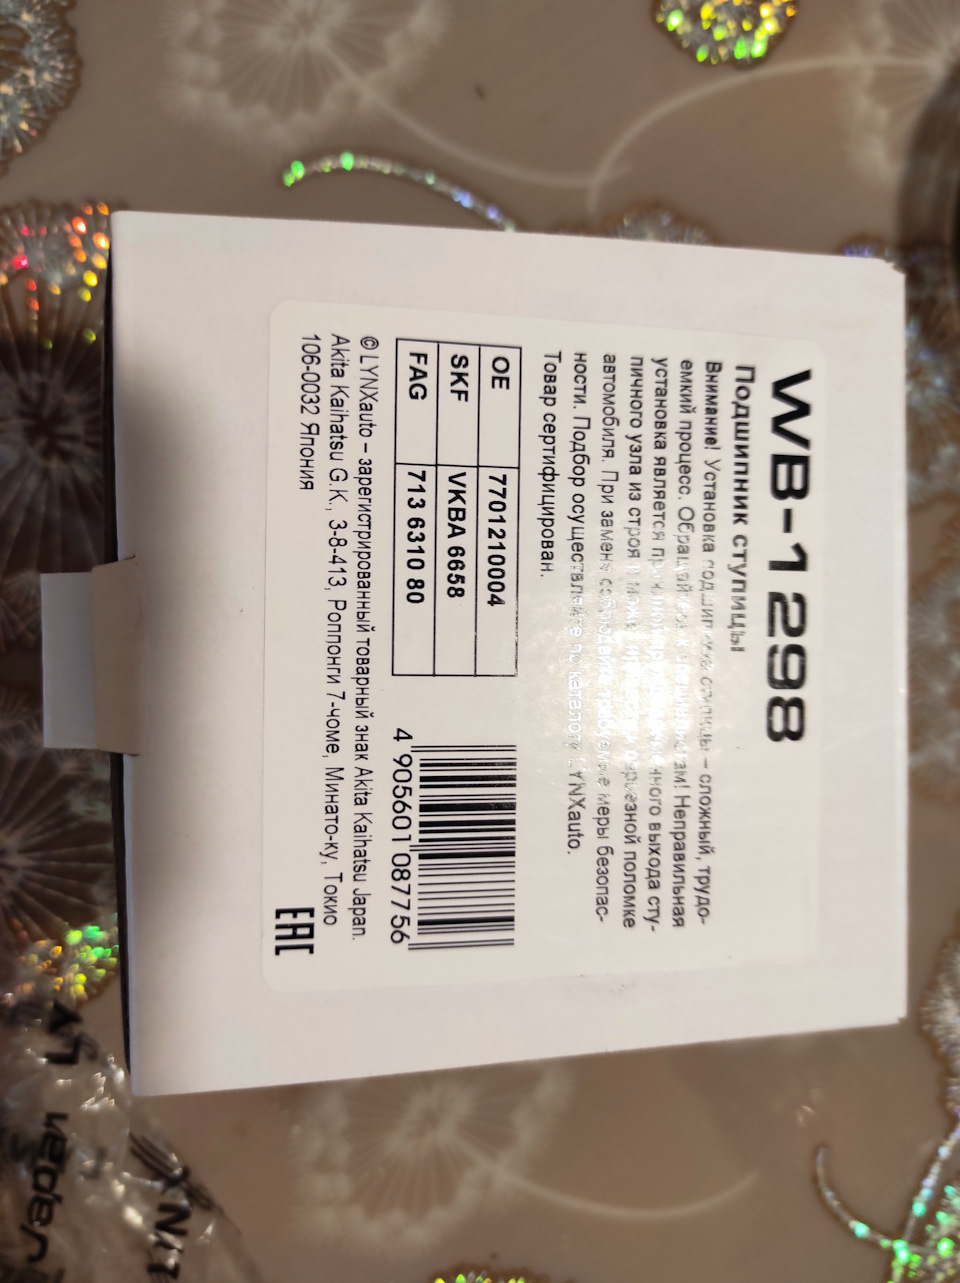 WB-1298
Подшипник ступицы
Внимание! Установка подшипника ступицы – сложный, трудо-
емкий процесс. Обращайтесь к специалистам! Неправильная
установка является причиной преждевременного выхода сту-
пичного узла из строя и может привести к серьезной поломке
автомобиля. При замене соблюдайте требуемые меры безопас-
ности. Подбор осуществляйте по каталогу LYNXauto.
Товар сертифицирован.
OE 7701210004
SKF VKBA 6658
FAG 713 6310 80
4 905601 087756
© LYNXauto – зарегистрированный товарный знак Akita Kaihatsu Japan.
Akita Kaihatsu G.K., 3-8-413, Роппонги 7-чоме, Минато-ку, Токио
106-0032 Япония
EAC